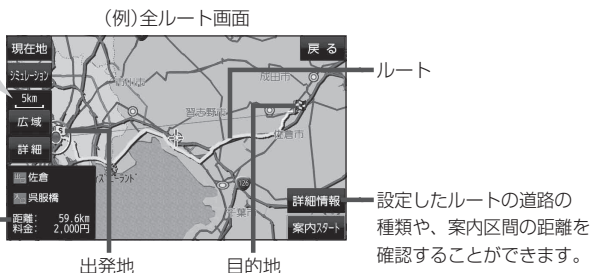 (例)全ルート画面
現在地
戻 る
シミュレーション
5km
広 域
詳 細
成田市
習志野
佐倉市
ルート
佐倉
呉服橋
距離: 59.6km
料金: 2,000円
126
詳細情報
案内スタート
設定したルートの道路の
種類や、案内区間の距離を
確認することができます。
出発地
目的地